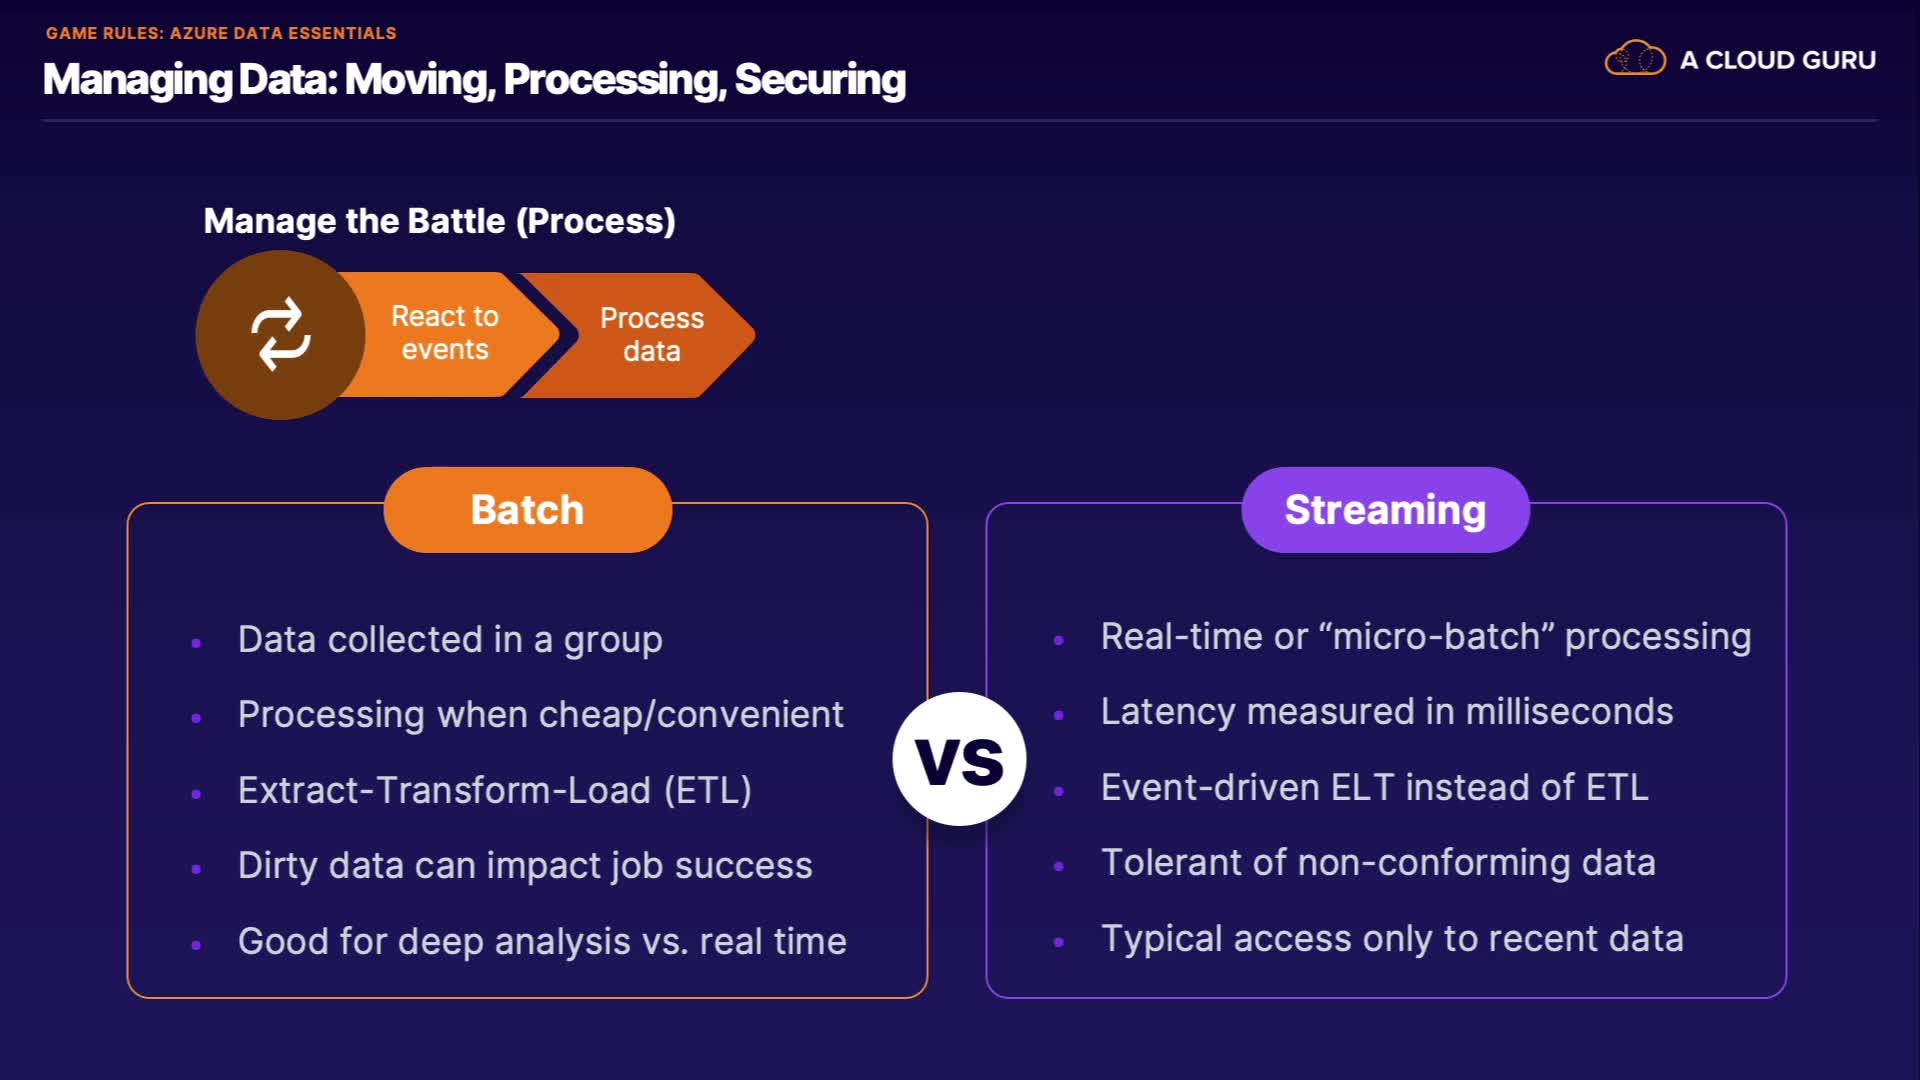 GAME RULES: AZURE DATA ESSENTIALS
Managing Data: Moving, Processing, Securing
A CLOUD GURU
Manage the Battle (Process)
React to
events
Process
data
Batch
Data collected in a group
Processing when cheap/convenient
Extract-Transform-Load (ETL)
Dirty data can impact job success
Good for deep analysis vs. real time
VS
Streaming
Real-time or “micro-batch” processing
Latency measured in milliseconds
Event-driven ELT instead of ETL
Tolerant of non-conforming data
Typical access only to recent data